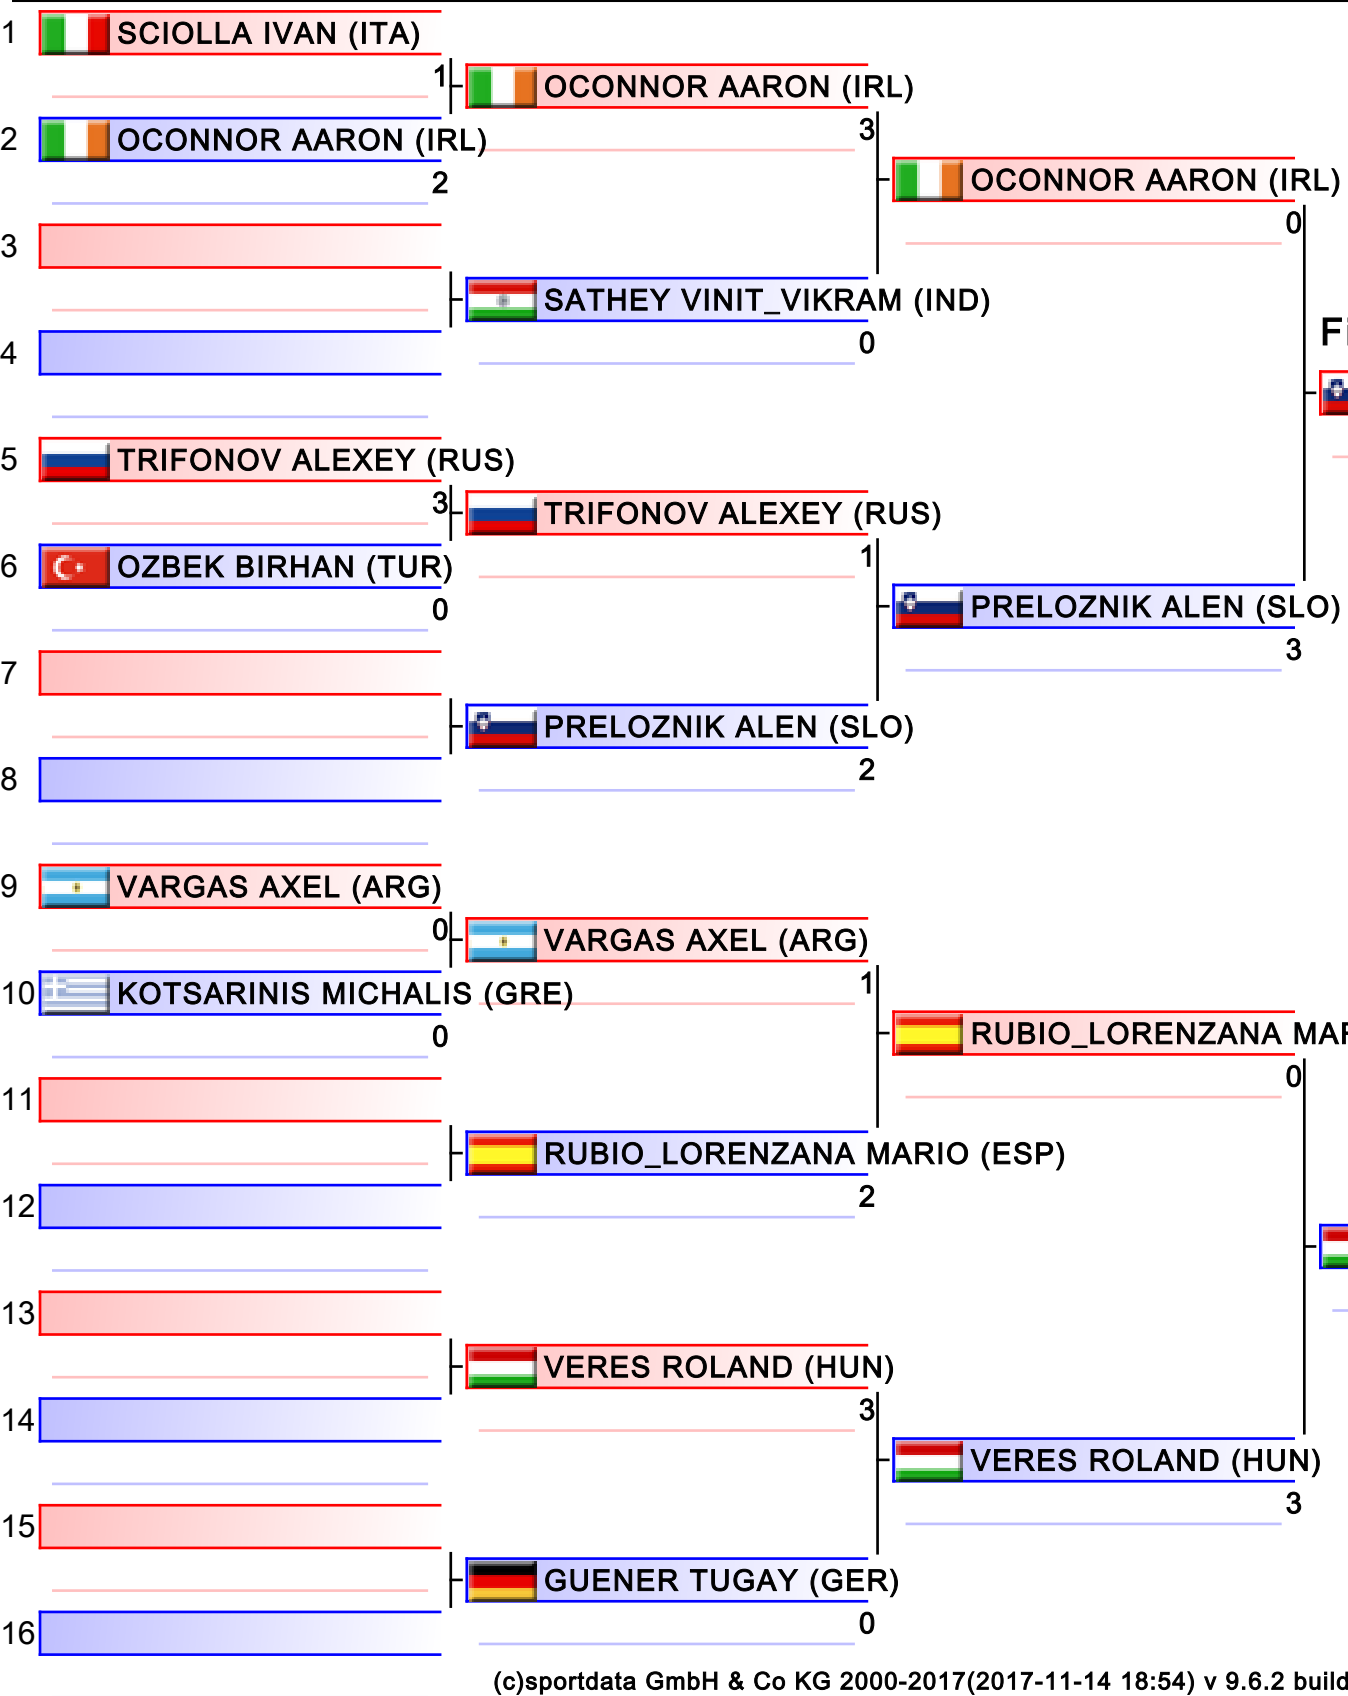 1 SCIOLLA IVAN (ITA)
1
OCONNOR AARON (IRL)
3
2 OCONNOR AARON (IRL)
2
OCONNOR AARON (IRL)
0
3
SATHEY VINIT_VIKRAM (IND)
0
4
5 TRIFONOV ALEXEY (RUS)
3
TRIFONOV ALEXEY (RUS)
1
6 OZBEK BIRHAN (TUR)
0
PRELOZNIK ALEN (SLO)
3
7
PRELOZNIK ALEN (SLO)
2
8
9 VARGAS AXEL (ARG)
0
VARGAS AXEL (ARG)
1
10 KOTSARINIS MICHALIS (GRE)
0
RUBIO_LORENZANA MAR
0
11
RUBIO_LORENZANA MARIO (ESP)
2
12
13
VERES ROLAND (HUN)
3
14
VERES ROLAND (HUN)
3
15
GUENER TUGAY (GER)
0
16
(c)sportdata GmbH & Co KG 2000-2017(2017-11-14 18:54) v 9.6.2 build